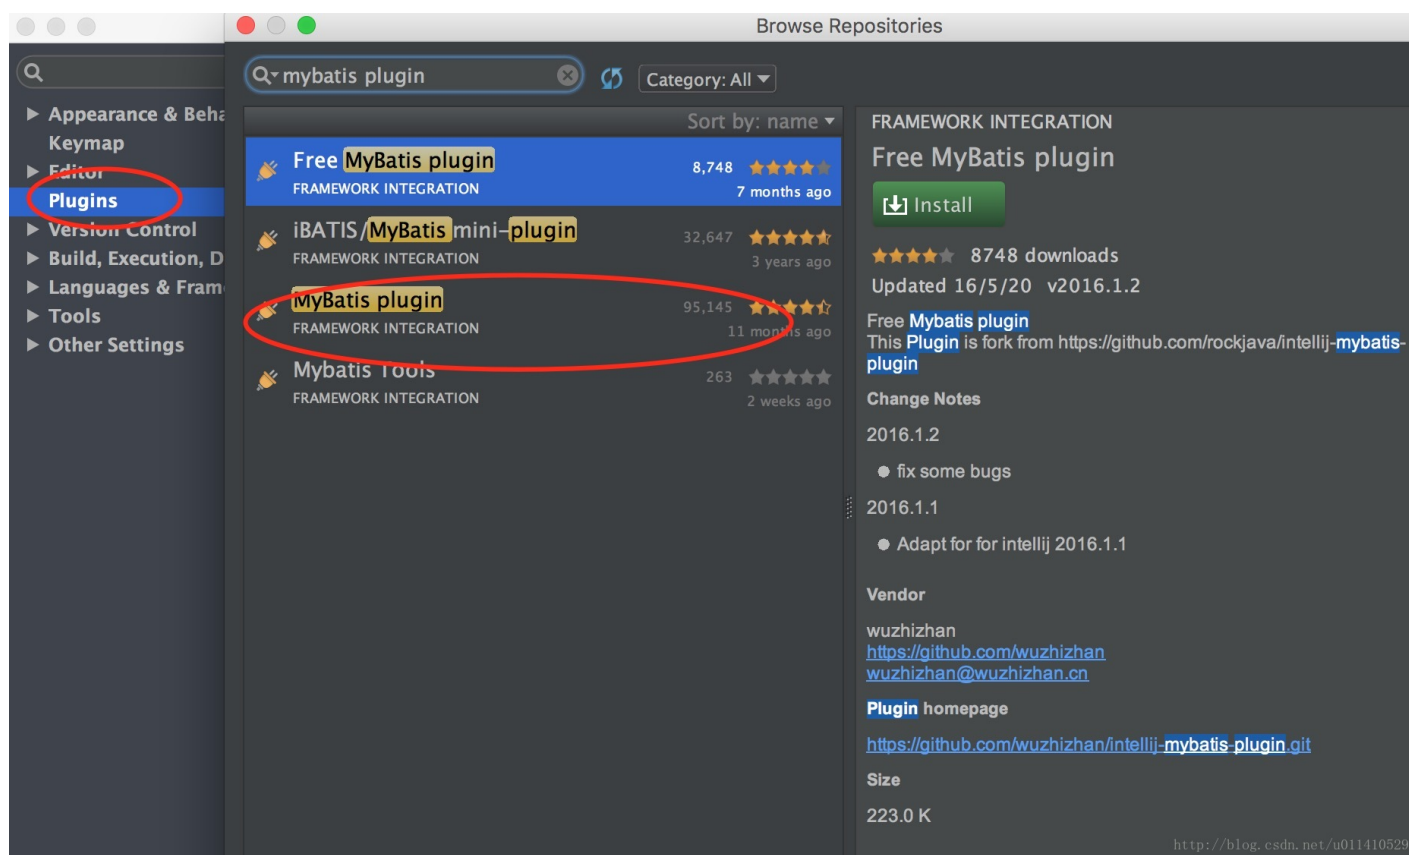 Browse Repositories
Appearance & Beha
Keymap
Editor
Plugins
Version Control
Build, Execution, D
Languages & Fram
Tools
Other Settings
mybatis plugin
Category: All
Sort by: name
Free MyBatis plugin
8,748
FRAMEWORK INTEGRATION
7 months ago
iBATIS/MyBatis mini-plugin
32,647
FRAMEWORK INTEGRATION
3 years ago
MyBatis plugin
95,145
FRAMEWORK INTEGRATION
11 months ago
Mybatis Tools
263
FRAMEWORK INTEGRATION
2 weeks ago
FRAMEWORK INTEGRATION
Free MyBatis plugin
Install
8748 downloads
Updated 16/5/20 v2016.1.2
Free Mybatis plugin
This Plugin is fork from https://github.com/rockjava/intellij-mybatis-
plugin
Change Notes
2016.1.2
fix some bugs
2016.1.1
Adapt for for intellij 2016.1.1
Vendor
wuzhizhan
https://github.com/wuzhizhan
wuzhizhan@wuzhizhan.cn
Plugin homepage
https://github.com/wuzhizhan/intellij-mybatis-plugin.git
Size
223.0 K
http://blog.csdn.net/u011410529